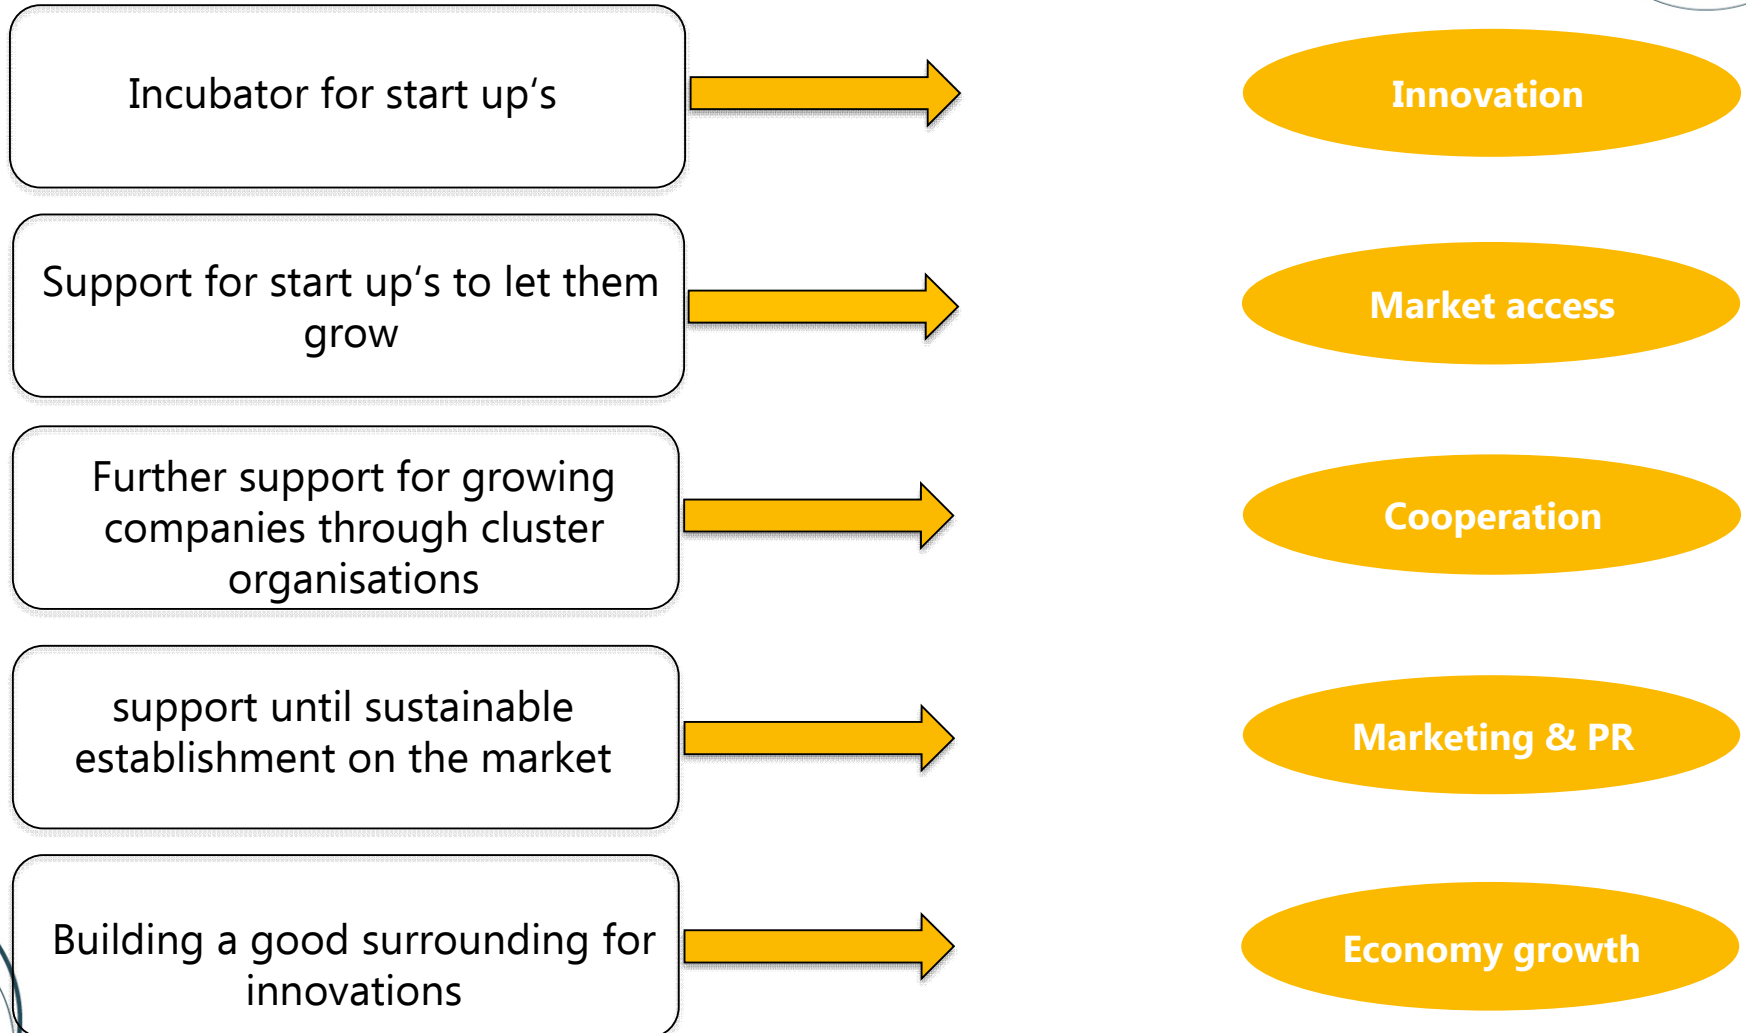 Incubator for start up‘s
Innovation
Support for start up‘s to let them
grow
Market access
Further support for growing
companies through cluster
organisations
Cooperation
support until sustainable
establishment on the market
Marketing & PR
Building a good surrounding for
innovations
Economy growth